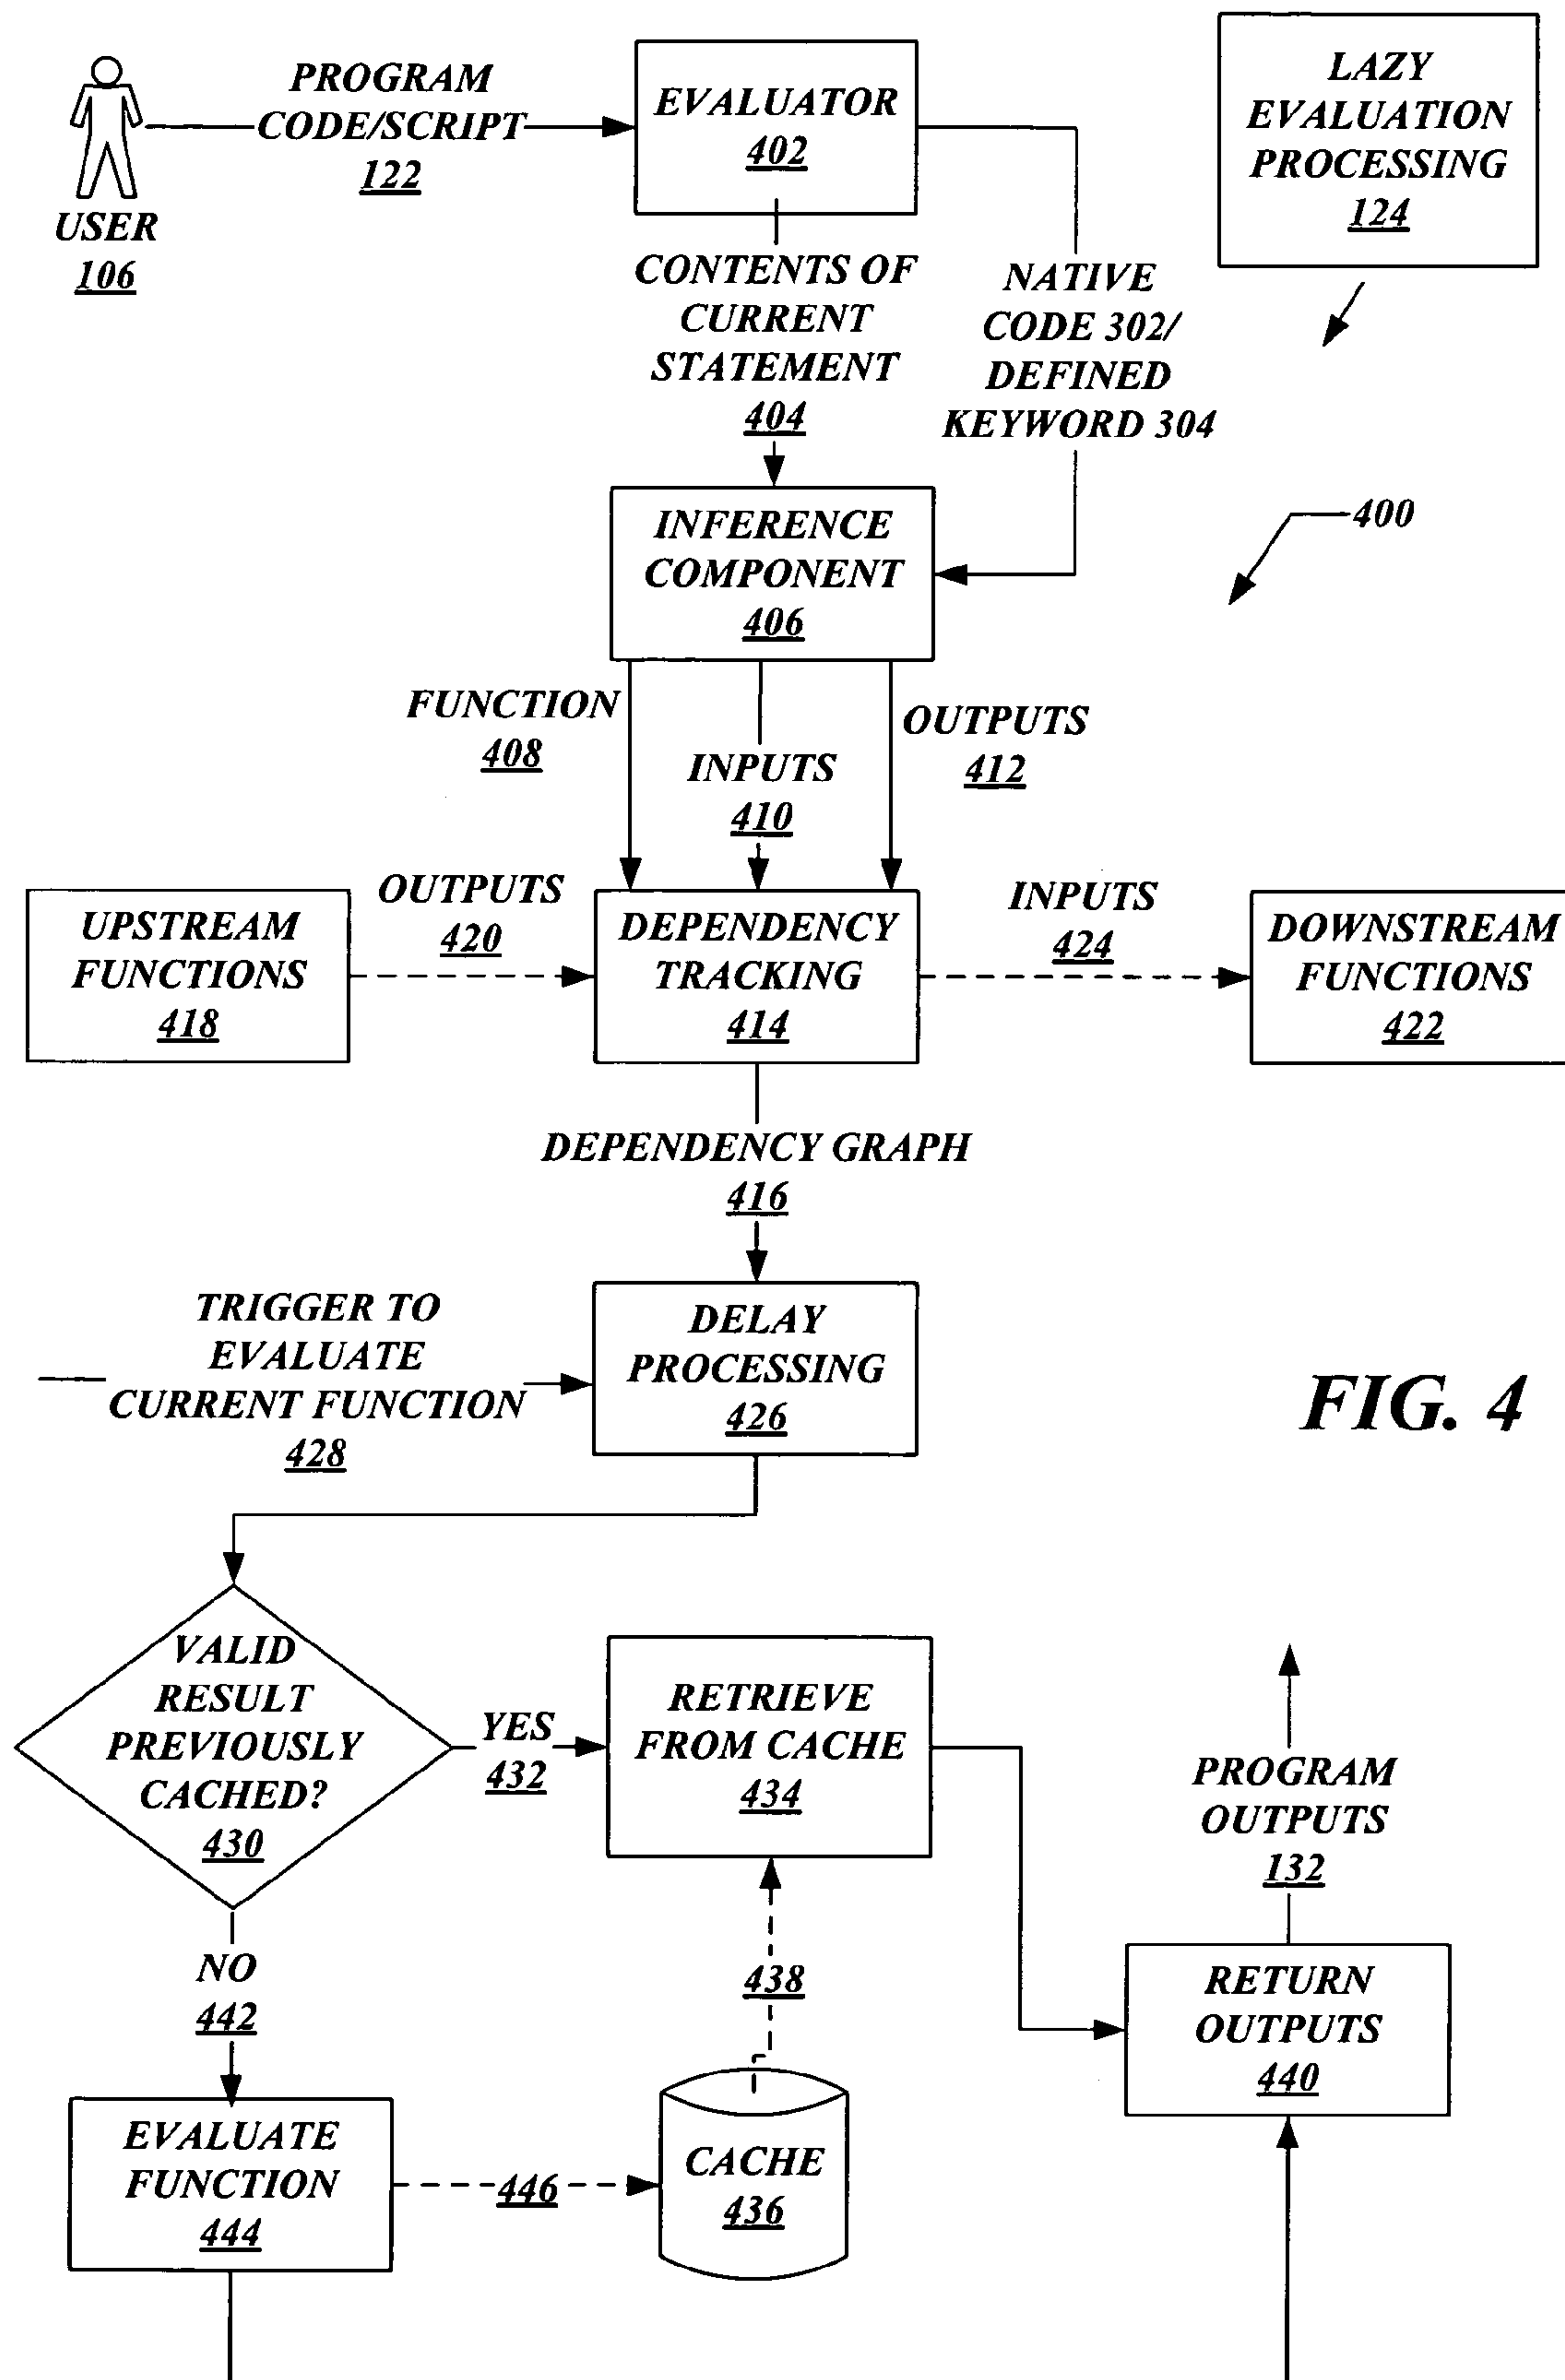 PROGRAM
CODE/SCRIPT
122
USER
106
EVALUATOR
402
LAZY
EVALUATION
PROCESSING
124
CONTENTS OF
CURRENT
STATEMENT
404
NATIVE
CODE 302/
DEFINED
KEYWORD 304
INFERENCE
COMPONENT
406
400
FUNCTION
408
INPUTS
410
OUTPUTS
412
UPSTREAM
FUNCTIONS
418
OUTPUTS
420
DEPENDENCY
TRACKING
414
INPUTS
424
DOWNSTREAM
FUNCTIONS
422
DEPENDENCY GRAPH
416
TRIGGER TO
EVALUATE
CURRENT FUNCTION
428
DELAY
PROCESSING
426
FIG. 4
VALID
RESULT
PREVIOUSLY
CACHED?
430
YES
432
RETRIEVE
FROM CACHE
434
PROGRAM
OUTPUTS
132
NO
442
438
RETURN
OUTPUTS
440
EVALUATE
FUNCTION
444
446
CACHE
436